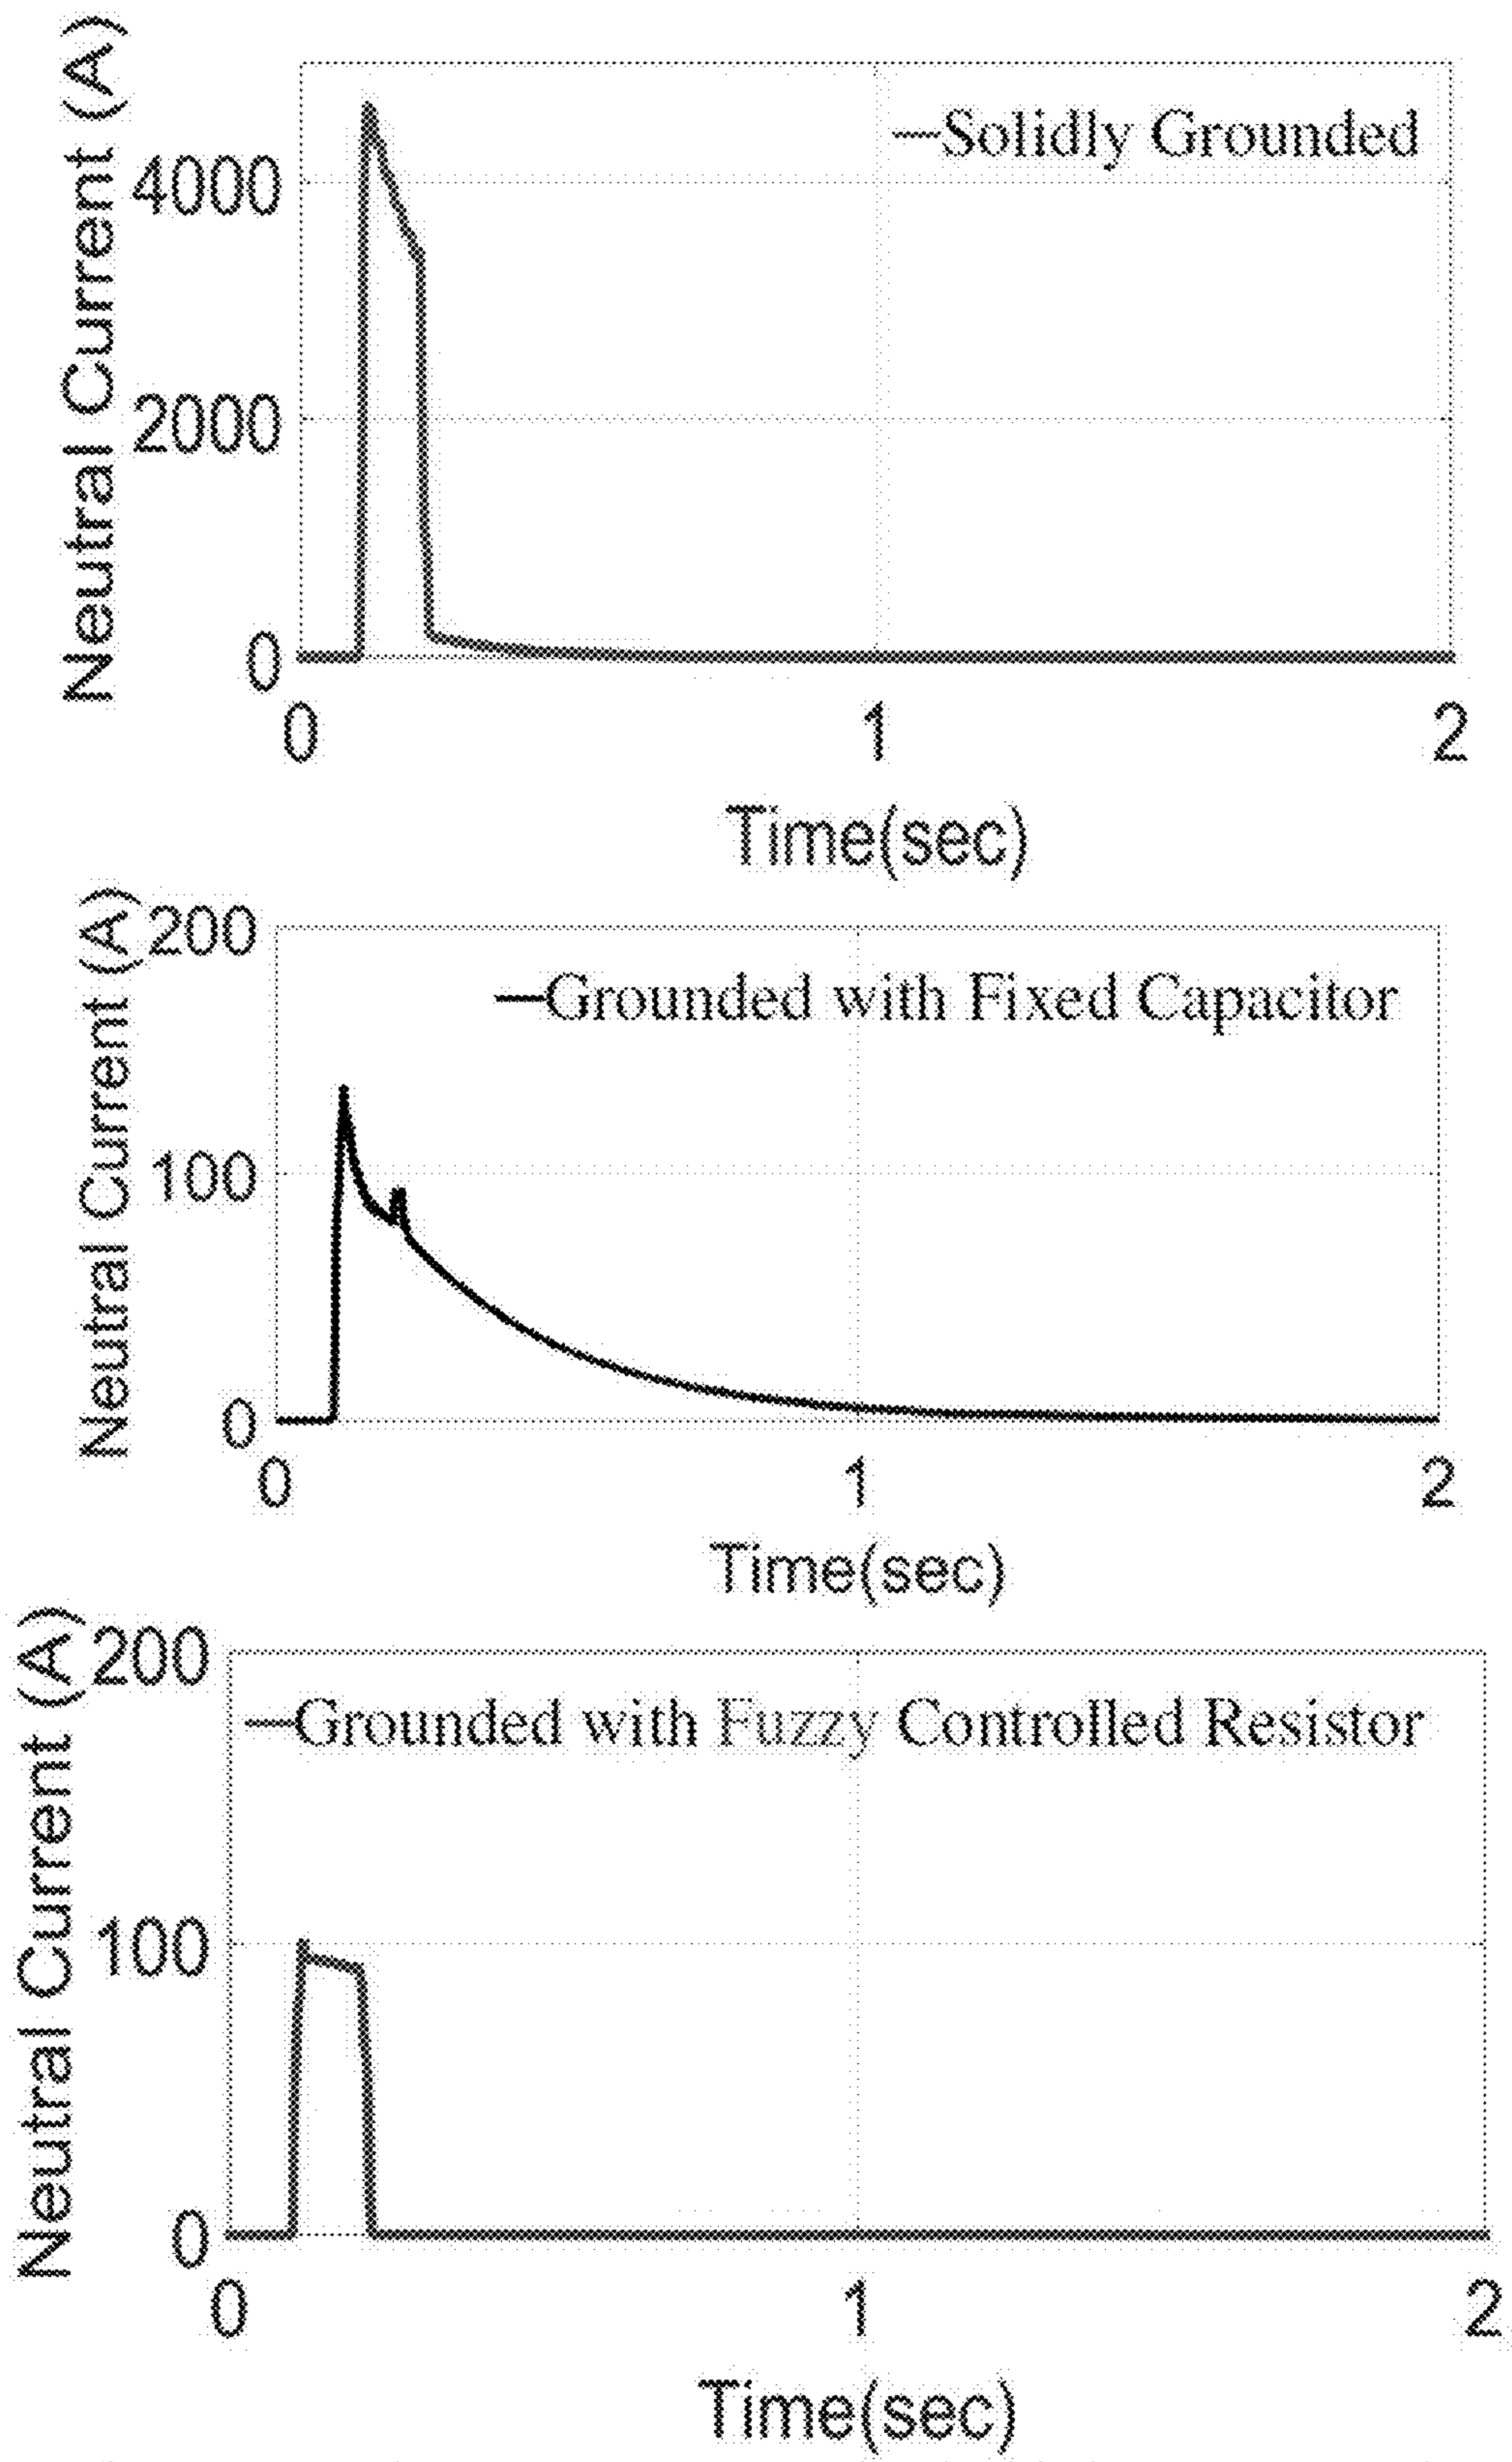 Neutral Current (A)
Solidly Grounded
4000
2000
0
0 1 2
Time(sec)
Neutral Current (A)
200
Grounded with Fixed Capacitor
100
0
0 1 2
Time(sec)
Neutral Current (A)
200
Grounded with Fuzzy Controlled Resistor
100
0
0 1 2
Time(sec)